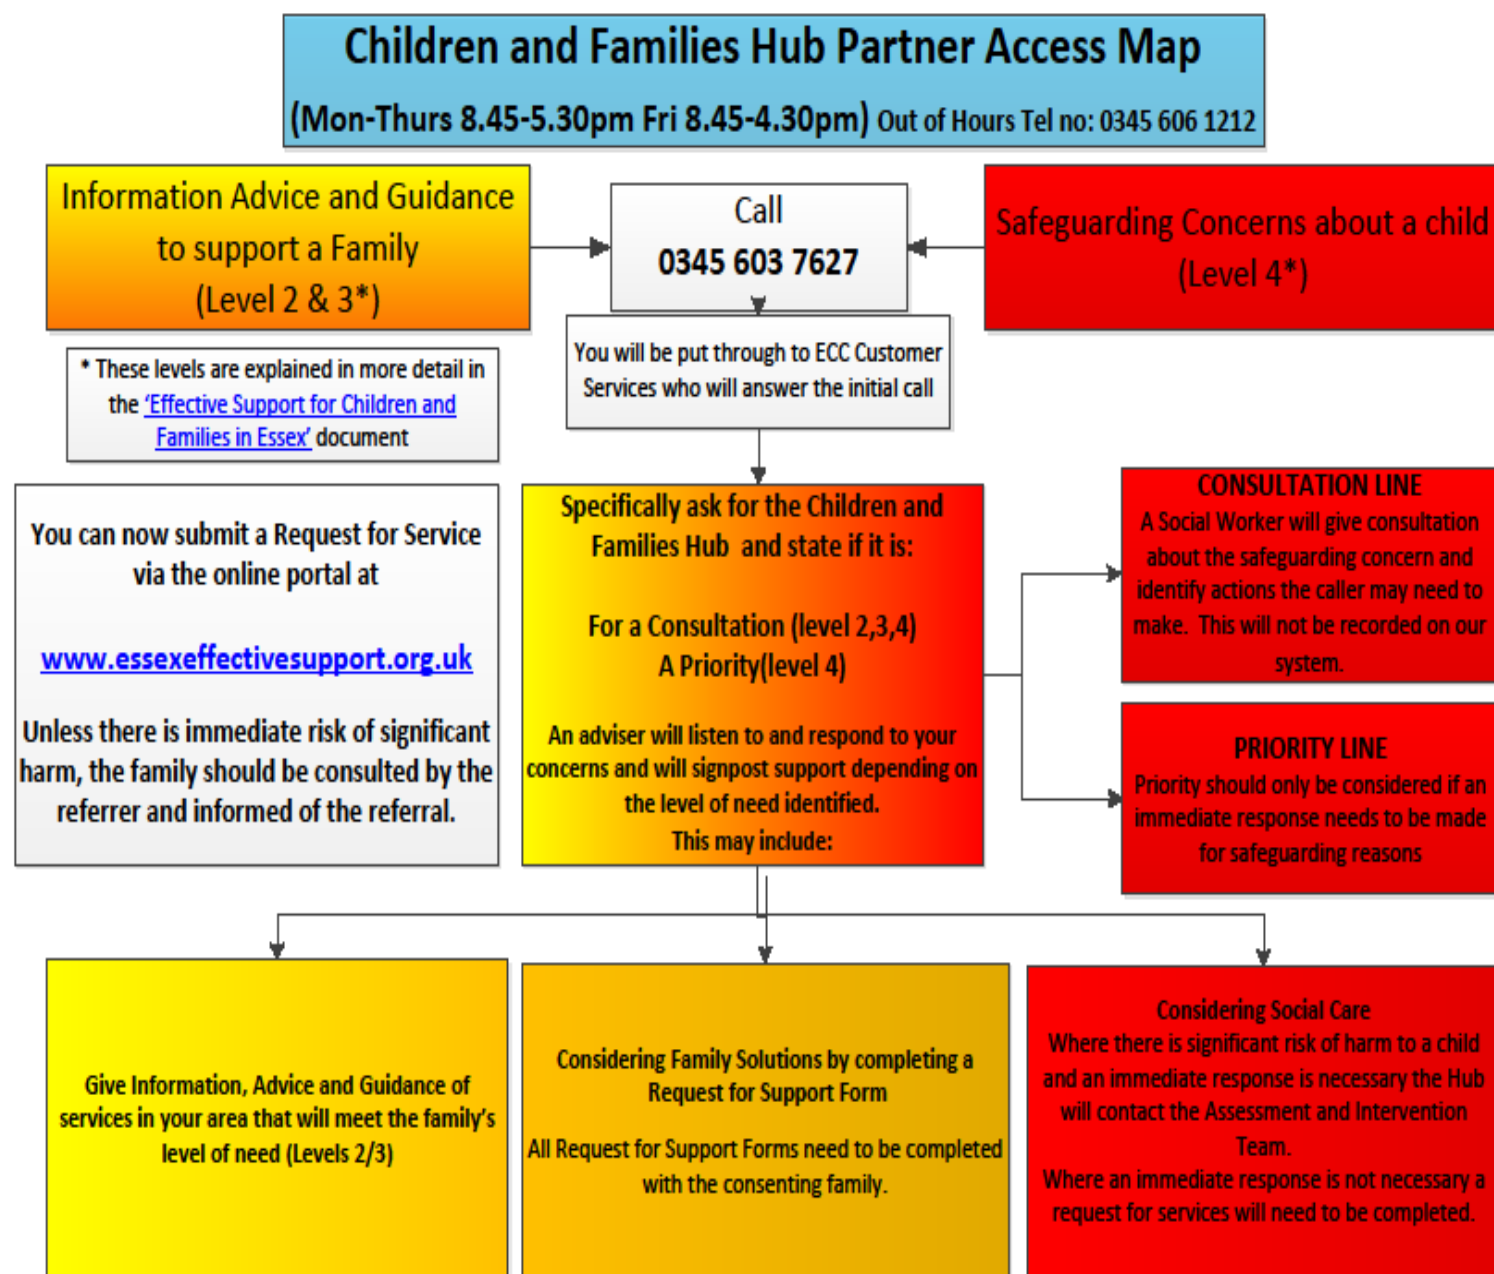 Children and Families Hub Partner Access Map
(Mon-Thurs 8.45-5.30pm Fri 8.45-4.30pm) Out of Hours Tel no: 0345 606 1212
Information Advice and Guidance
to support a Family
(Level 2 & 3*)
Call
0345 603 7627
Safeguarding Concerns about a child
(Level 4*)
* These levels are explained in more detail in
the ‘Effective Support for Children and
Families in Essex’ document
You will be put through to ECC Customer
Services who will answer the initial call
You can now submit a Request for Service
via the online portal at
www.essexeffectivesupport.org.uk
Unless there is immediate risk of significant
harm, the family should be consulted by the
referrer and informed of the referral.
Specifically ask for the Children and
Families Hub and state if it is:
For a Consultation (level 2,3,4)
A Priority(level 4)
An adviser will listen to and respond to your
concerns and will signpost support depending on
the level of need identified.
This may include:
CONSULTATION LINE
A Social Worker will give consultation
about the safeguarding concern and
identify actions the caller may need to
make. This will not be recorded on our
system.
PRIORITY LINE
Priority should only be considered if an
immediate response needs to be made
for safeguarding reasons
Give Information, Advice and Guidance of
services in your area that will meet the family’s
level of need (Levels 2/3)
Considering Family Solutions by completing a
Request for Support Form
All Request for Support Forms need to be completed
with the consenting family.
Considering Social Care
Where there is significant risk of harm to a child
and an immediate response is necessary the Hub
will contact the Assessment and Intervention
Team.
Where an immediate response is not necessary a
request for services will need to be completed.